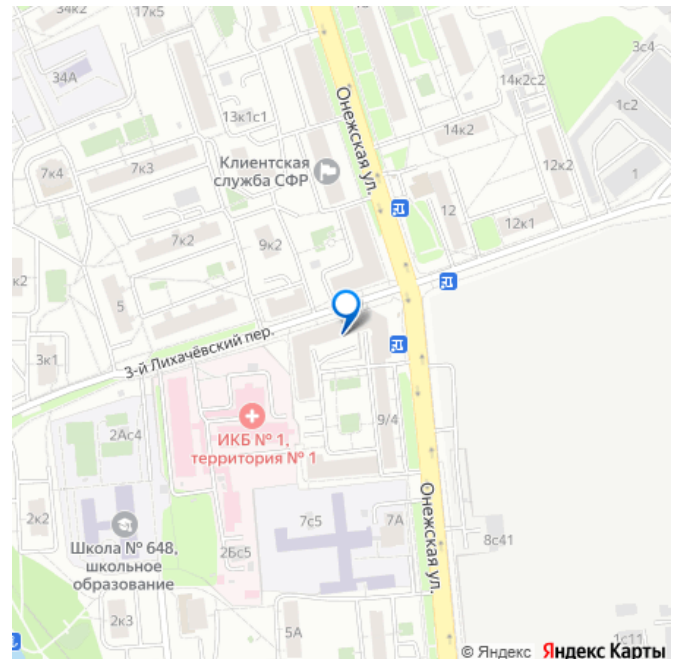 34к2
17к5
3с4
34А
14к2с2
1с2
13к1с1
Онежская ул.
14к2
Клиентская
служба СФР
7к4
7к3
12к2
1
12
12к1
7к2
9к2
к2
5
3-й Лихачёвский пер.
3к1
9/4
ИКБ № 1,
территория № 1
2Ас4
2к2
Школа № 648,
школьное
образование
7с5
7А
Онежская ул.
8с41
2Бс5
2к3
5А
1с11
© Яндекс Яндекс Карты